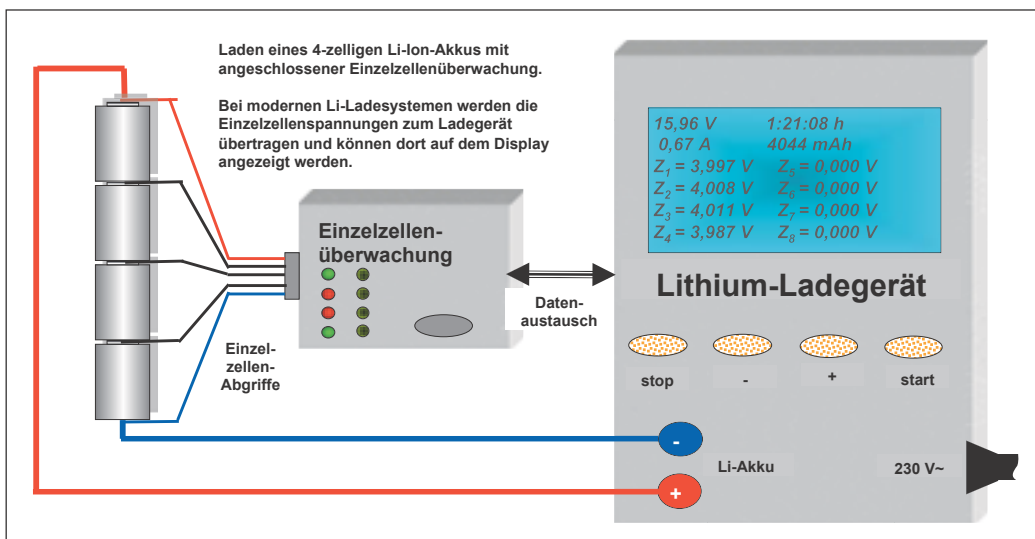 Laden eines 4-zelligen Li-Ion-Akkus mit
angeschlossener Einzelzellenüberwachung.
Bei modernen Li-Ladesystemen werden die
Einzelzellenspannungen zum Ladegerät
übertragen und können dort auf dem Display
angezeigt werden.
Einzelzellen-
überwachung
Einzel-
zellen-
Abgriffe
Daten-
austausch
15,96 V 1:21:08 h
0,67 A 4044 mAh
Z1 = 3,997 V Z5 = 0,000 V
Z2 = 4,008 V Z6 = 0,000 V
Z3 = 4,011 V Z7 = 0,000 V
Z4 = 3,987 V Z8 = 0,000 V
Lithium-Ladegerät
stop - + start
-
Li-Akku 230 V~
+